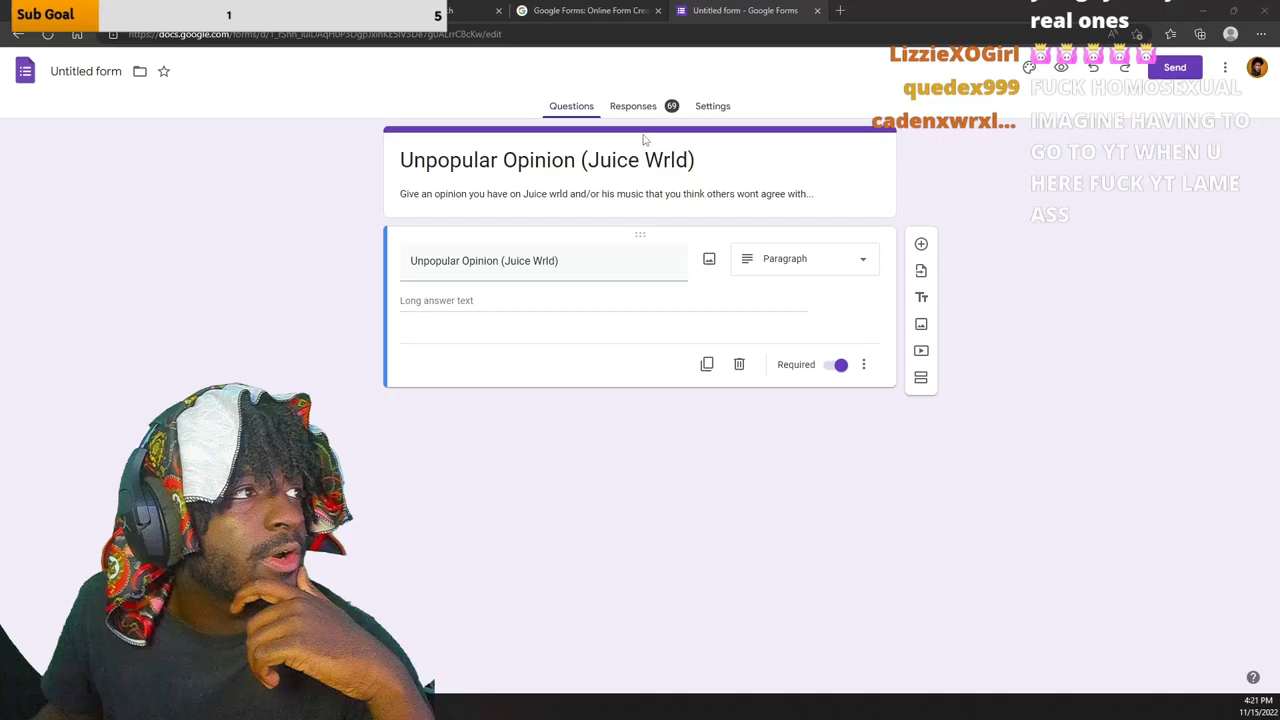 Sub Goal 1 5
Google Forms: Online Form Crea
Untitled form - Google Forms
real ones
Untitled form
LizzieXOGirl
Send
quedex999 FUCK HOMOSEXUAL
cadenxwrxl... IMAGINE HAVING TO
GO TO YT WHEN U
HERE FUCK YT LAME
ASS
Questions Responses 69 Settings
Unpopular Opinion (Juice Wrld)
Give an opinion you have on Juice wrld and/or his music that you think others wont agree with...
Unpopular Opinion (Juice Wrld) Paragraph
Long answer text
Required
4:21 PM
11/15/2022